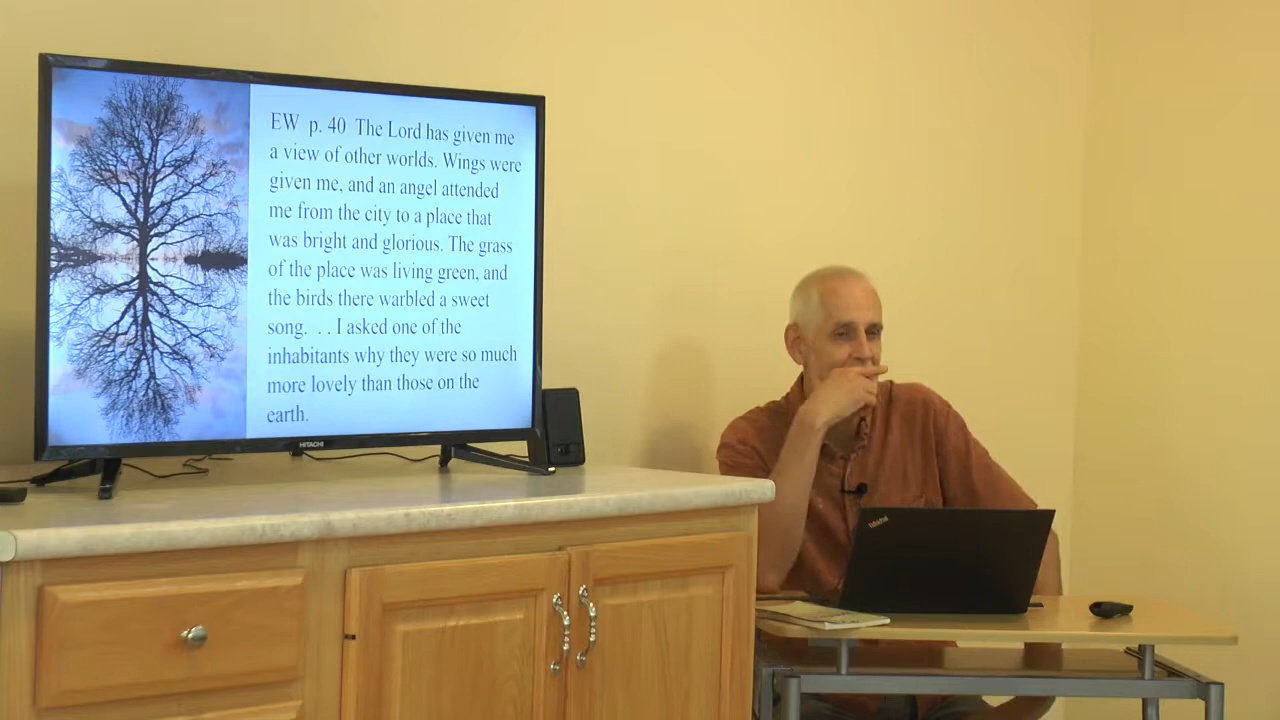 EW p. 40 The Lord has given me
a view of other worlds. Wings were
given me, and an angel attended
me from the city to a place that
was bright and glorious. The grass
of the place was living green, and
the birds there warbled a sweet
song. . . I asked one of the
inhabitants why they were so much
more lovely than those on the
earth.
HITACHI
ThinkPad